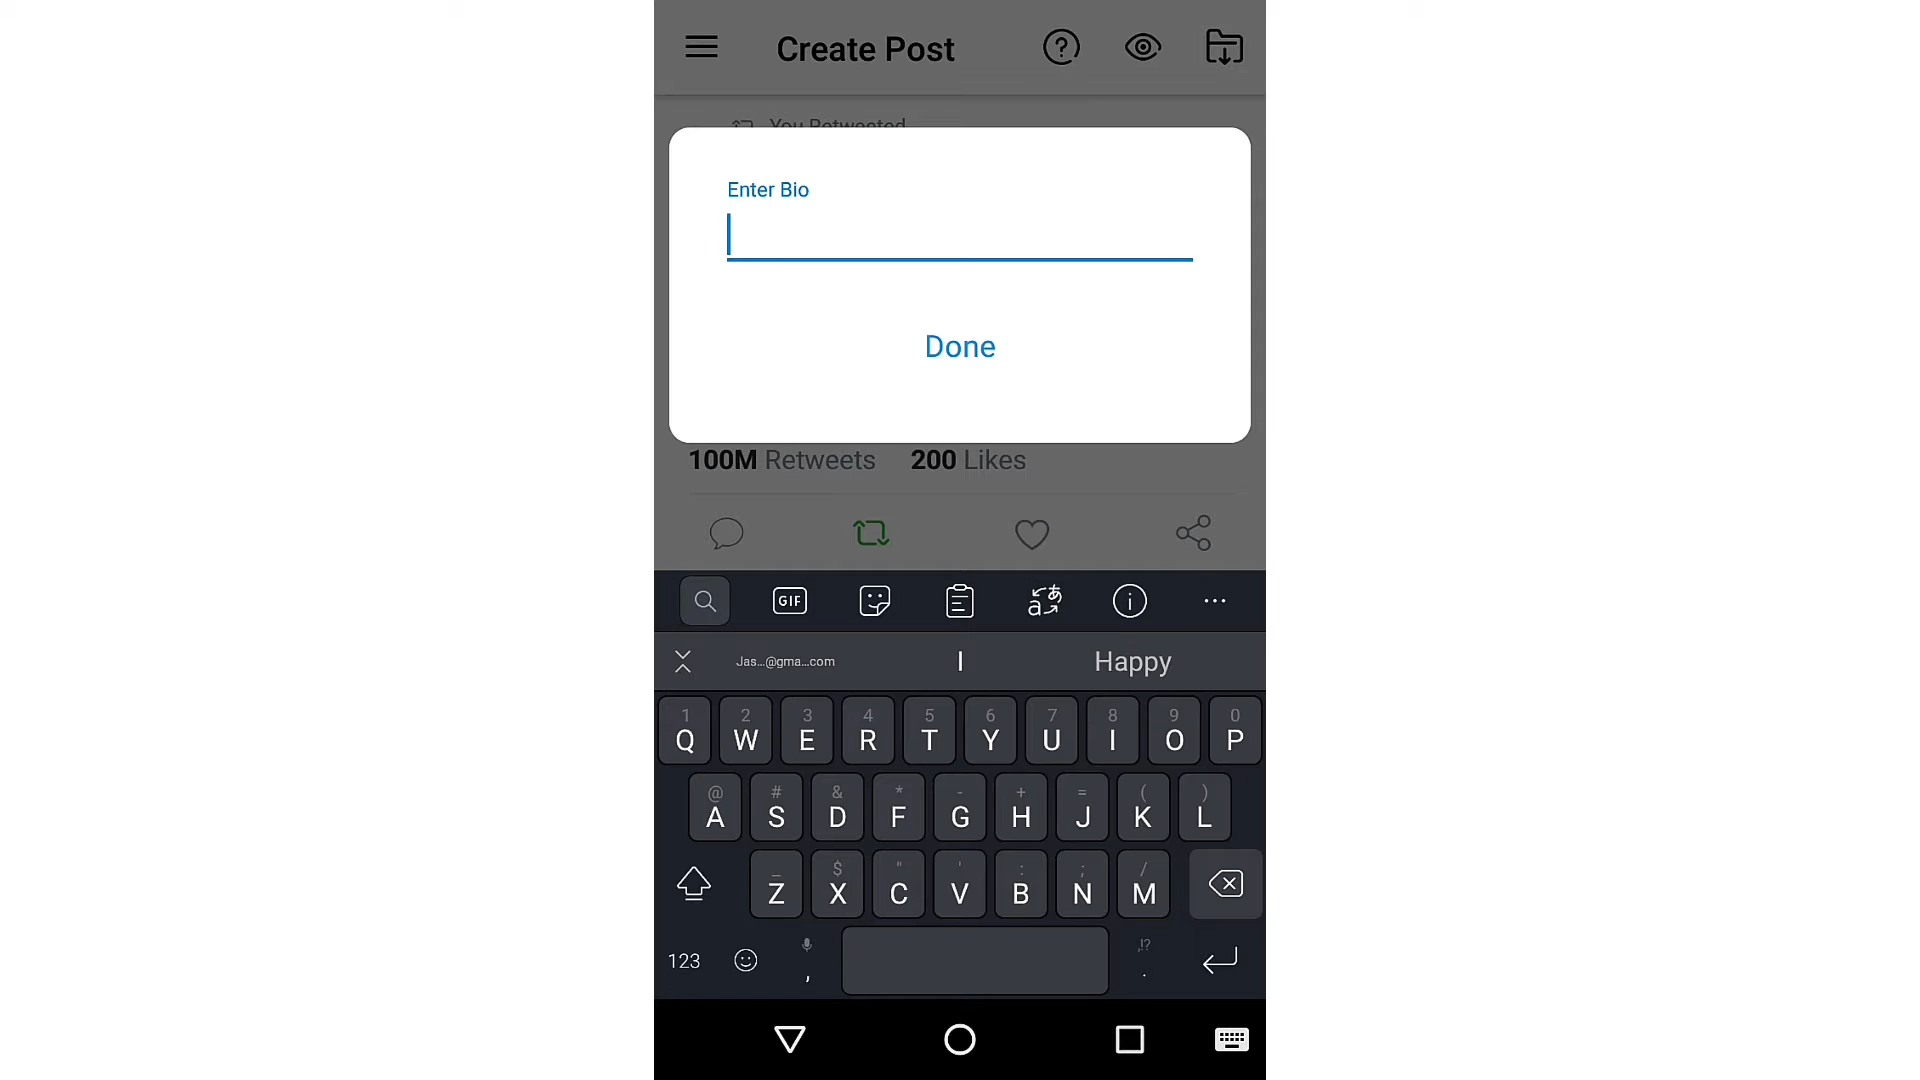 Create Post
You Retweeted
Enter Bio
Done
100M Retweets 200 Likes
GIF
Jas...@gma...com I Happy
1 2 3 4 5 6 7 8 9 0
Q W E R T Y U I O P
@ # & * - + = ( )
A S D F G H J K L
_ $ " ' : ; /
Z X C V B N M
,!?
123 , .